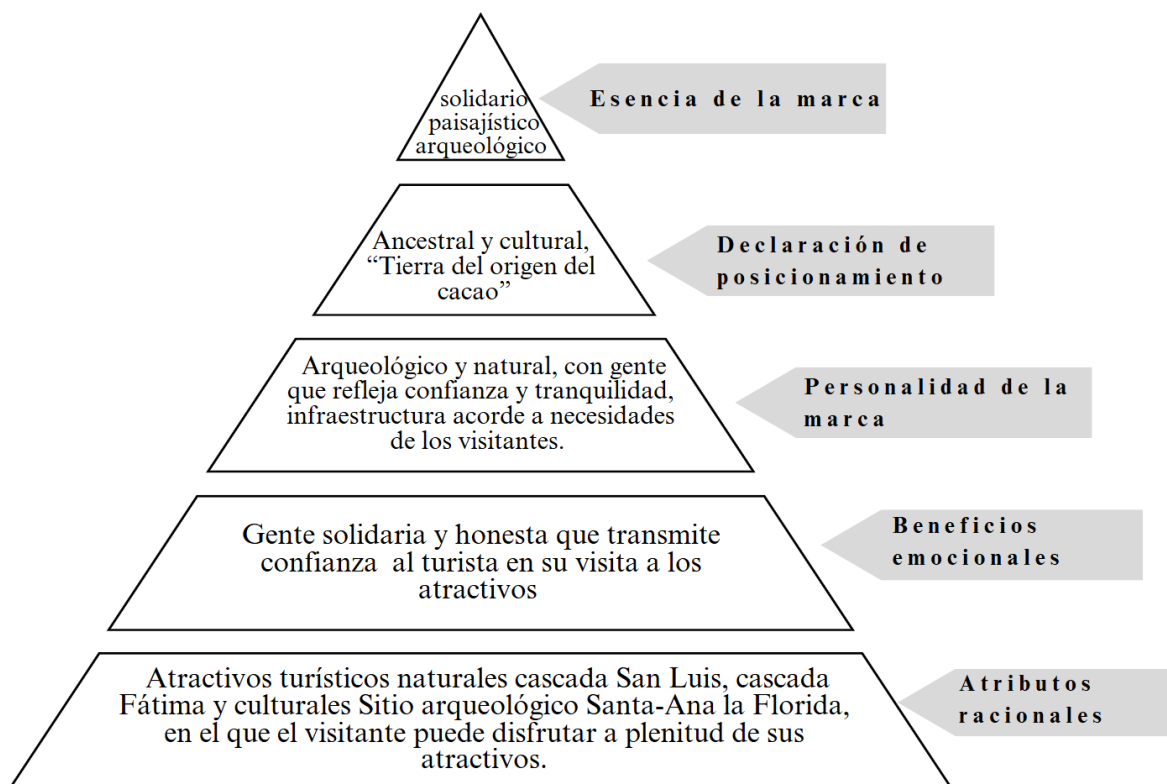 solidario
paisajístico
arqueológico
Esencia de la marca
Ancestral y cultural,
“Tierra del origen del
cacao”
Declaración de
posicionamiento
Arqueológico y natural, con gente
que refleja confianza y tranquilidad,
infraestructura acorde a necesidades
de los visitantes.
Personalidad de la
marca
Gente solidaria y honesta que transmite
confianza al turista en su visita a los
atractivos
Beneficios
emocionales
Atractivos turísticos naturales cascada San Luis, cascada
Fátima y culturales Sitio arqueológico Santa-Ana la Florida,
en el que el visitante puede disfrutar a plenitud de sus
atractivos.
Atributos
racionales